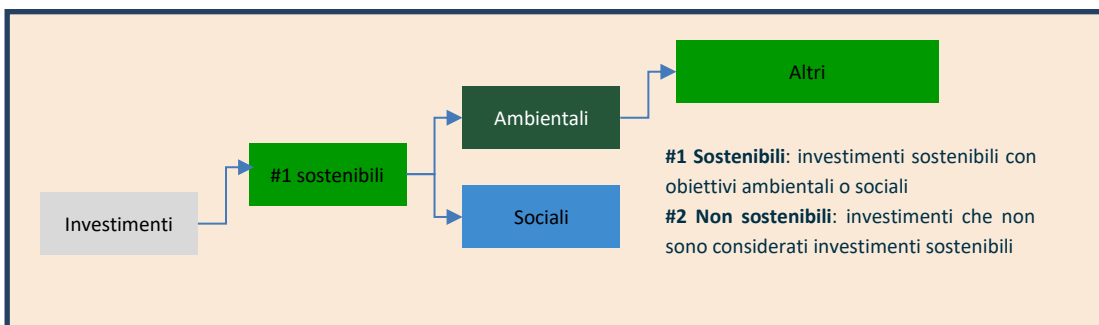 Altri
Ambientali
#1 sostenibili
Sociali
Investimenti
#1 Sostenibili: investimenti sostenibili con
obiettivi ambientali o sociali
#2 Non sostenibili: investimenti che non
sono considerati investimenti sostenibili